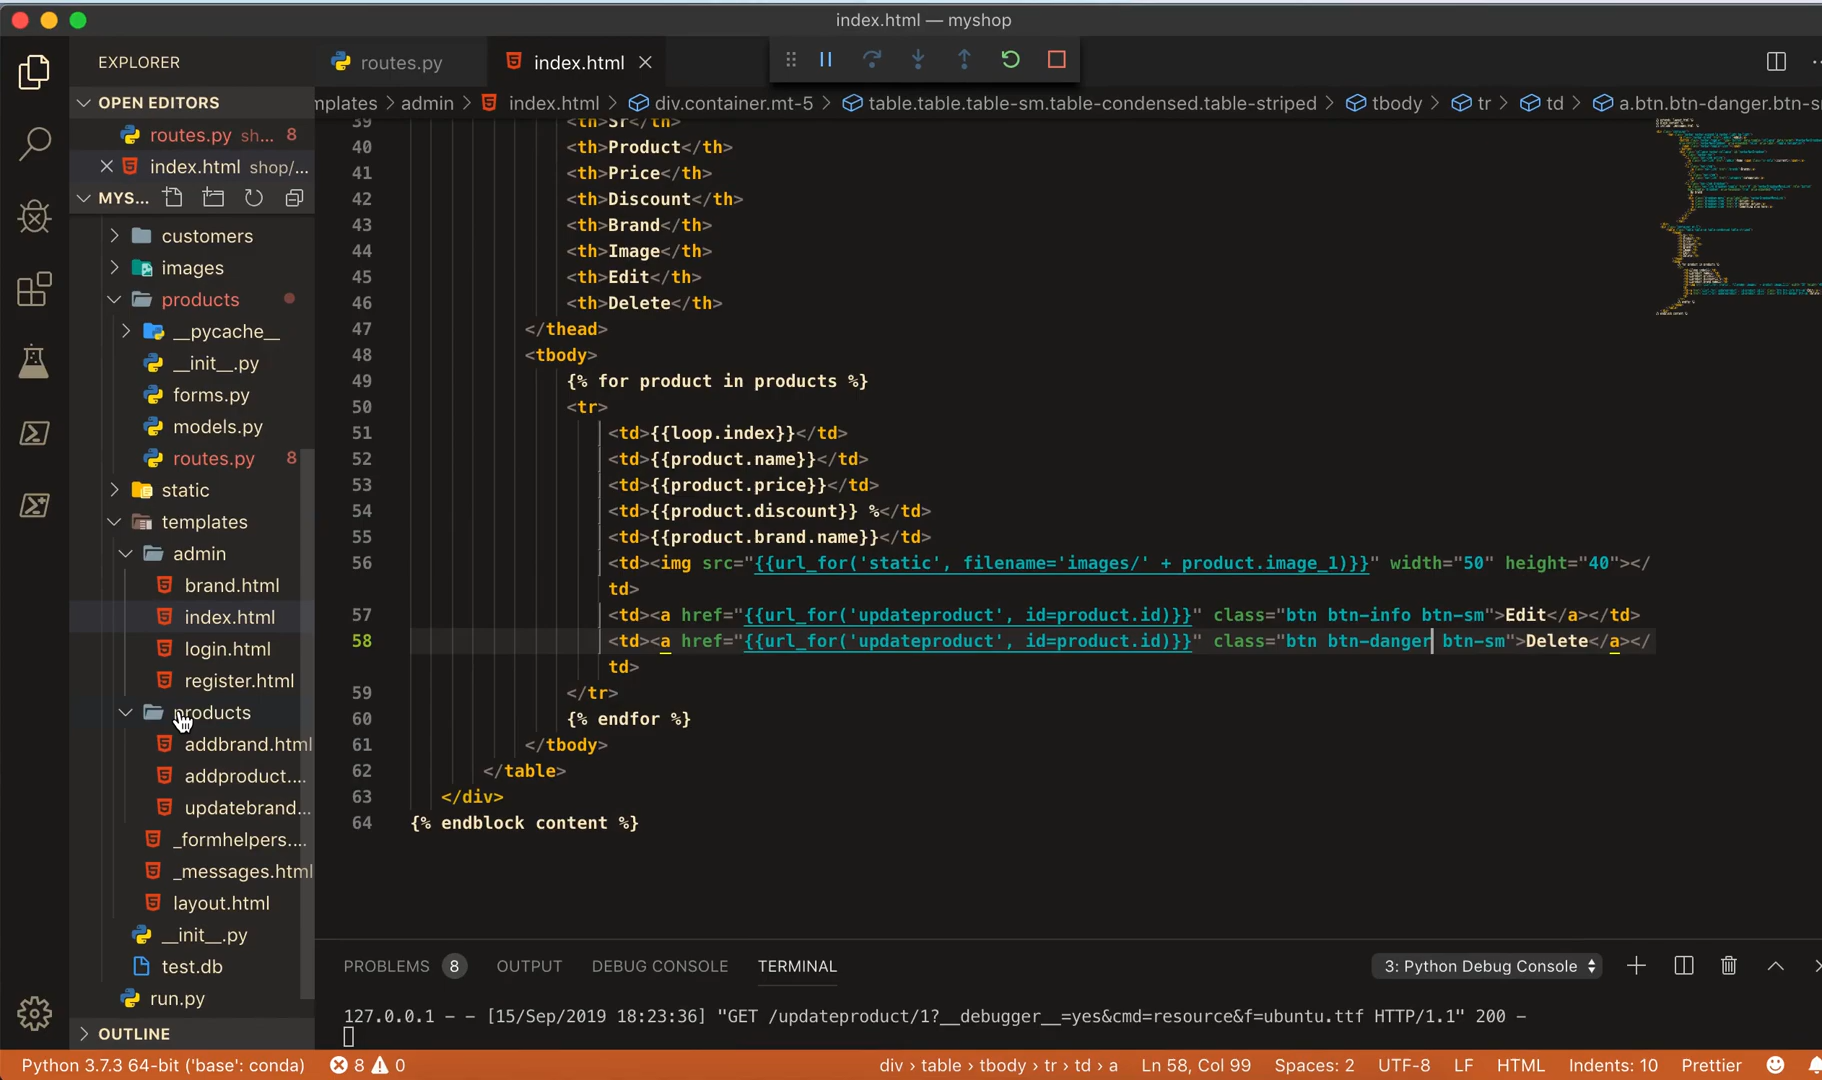 index.html — myshop
EXPLORER
routes.py
index.html
OPEN EDITORS
routes.py sh... 8
index.html shop/...
MYS...
customers
images
products
__pycache__
__init__.py
forms.py
models.py
routes.py 8
static
templates
admin
brand.html
index.html
login.html
register.html
products
addbrand.html
addproduct....
updatebrand...
_formhelpers....
_messages.html
layout.html
__init__.py
test.db
run.py
OUTLINE
mplates > admin > index.html > div.container.mt-5 > table.table.table-sm.table-condensed.table-striped > tbody > tr > td > a.btn.btn-danger.btn-s
39 <th>Sr</th>
40 <th>Product</th>
41 <th>Price</th>
42 <th>Discount</th>
43 <th>Brand</th>
44 <th>Image</th>
45 <th>Edit</th>
46 <th>Delete</th>
47 </thead>
48 <tbody>
49 {% for product in products %}
50 <tr>
51 <td>{{loop.index}}</td>
52 <td>{{product.name}}</td>
53 <td>{{product.price}}</td>
54 <td>{{product.discount}} %</td>
55 <td>{{product.brand.name}}</td>
56 <td><img src="{{url_for('static', filename='images/' + product.image_1)}}" width="50" height="40"></
td>
57 <td><a href="{{url_for('updateproduct', id=product.id)}}" class="btn btn-info btn-sm">Edit</a></td>
58 <td><a href="{{url_for('updateproduct', id=product.id)}}" class="btn btn-danger btn-sm">Delete</a></
td>
59 </tr>
60 {% endfor %}
61 </tbody>
62 </table>
63 </div>
64 {% endblock content %}
PROBLEMS 8 OUTPUT DEBUG CONSOLE TERMINAL 3: Python Debug Console
127.0.0.1 - - [15/Sep/2019 18:23:36] "GET /updateproduct/1?__debugger__=yes&cmd=resource&f=ubuntu.ttf HTTP/1.1" 200 -
Python 3.7.3 64-bit ('base': conda) 8 0 div > table > tbody > tr > td > a Ln 58, Col 99 Spaces: 2 UTF-8 LF HTML Indents: 10 Prettier